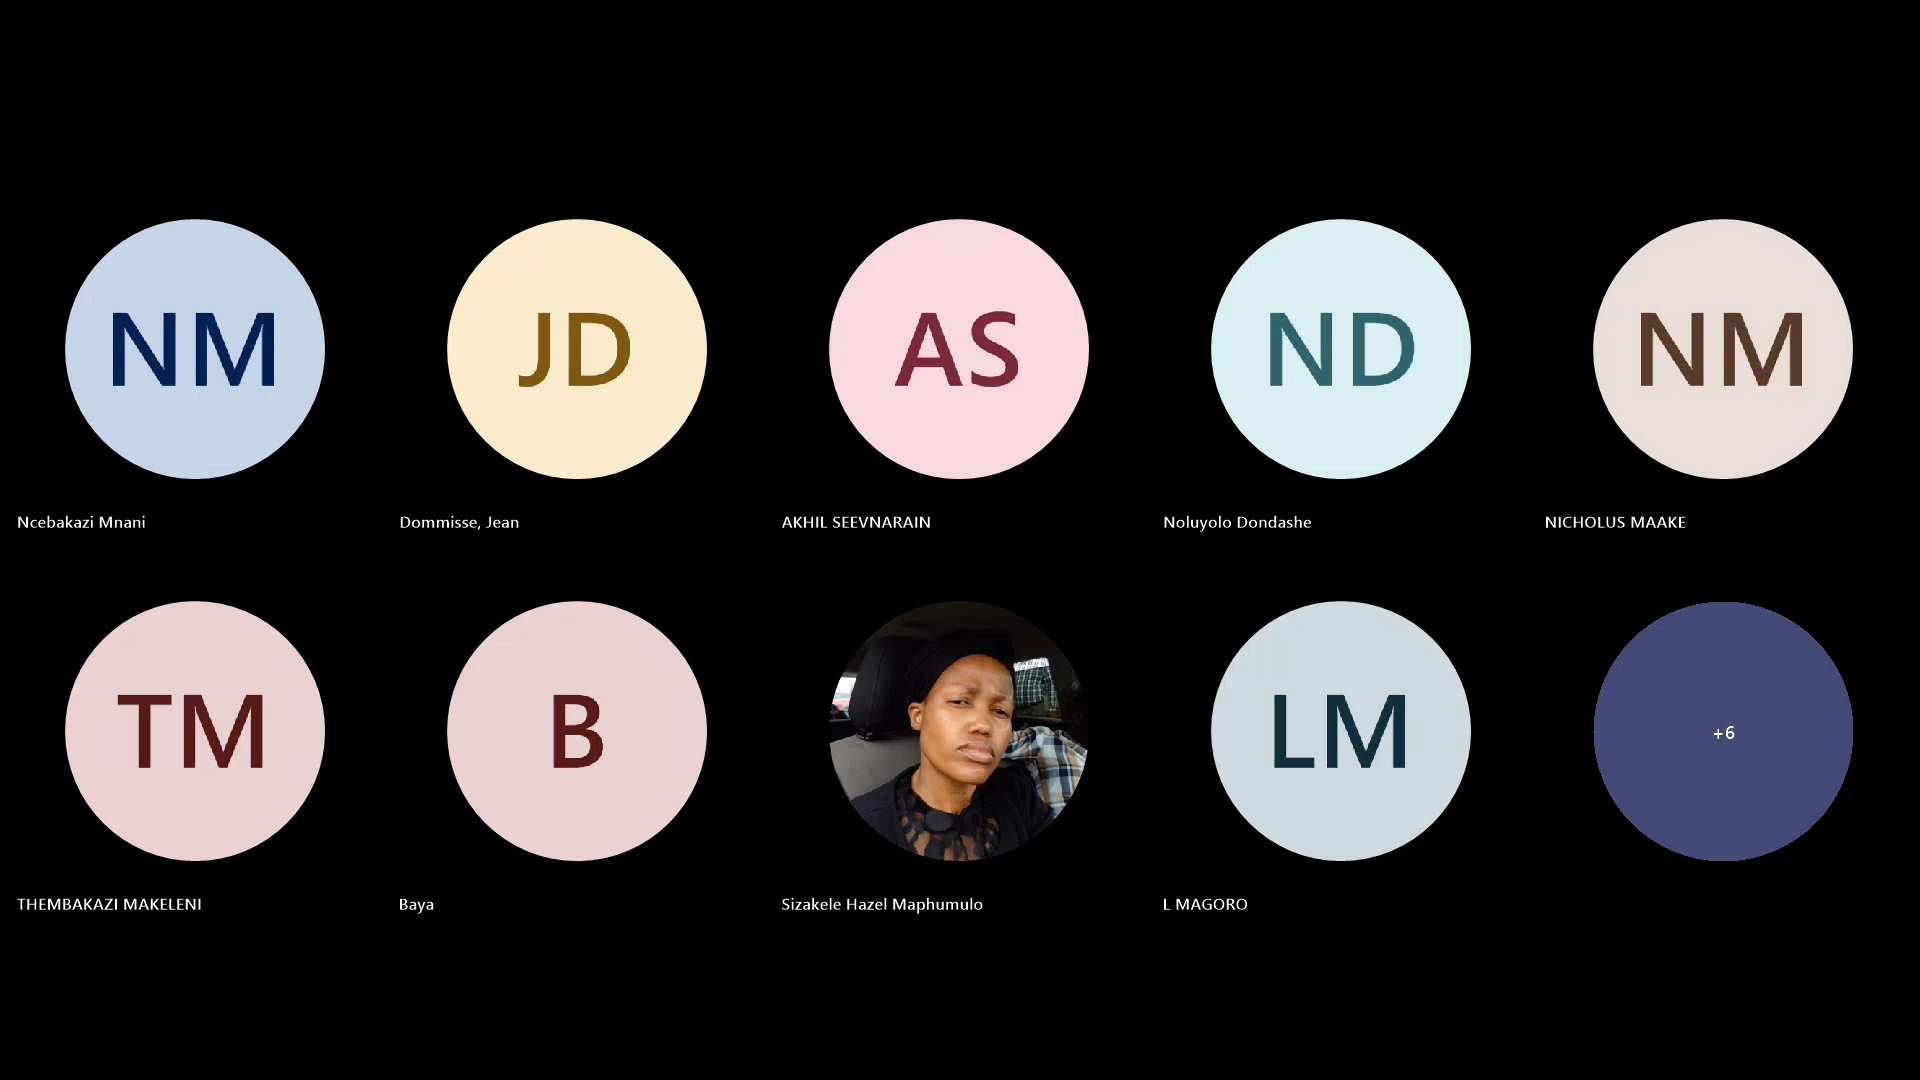 NM
JD
AS
ND
NM
Ncebakazi Mnani
Dommisse, Jean
AKHIL SEEVNARAIN
Noluyolo Dondashe
NICHOLUS MAAKE
TM
B
LM
+6
THEMBAKAZI MAKELENI
Baya
Sizakele Hazel Maphumulo
L MAGORO